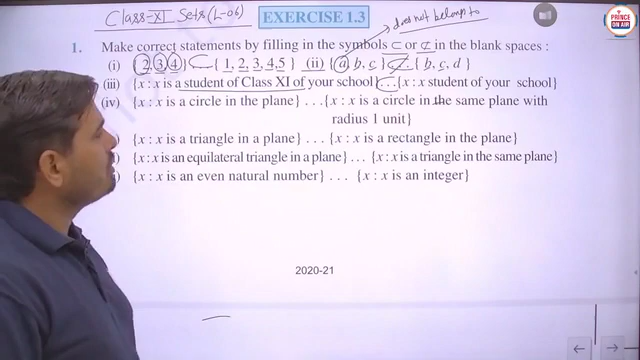 Class-XI Sets (L-06)
EXERCISE 1.3
does not belongs to
PRINCE
ON AIR
1. Make correct statements by filling in the symbols ⊂ or ⊄ in the blank spaces :
(i) { 2, 3, 4 } ⊂ { 1, 2, 3, 4, 5 } (ii) { a, b, c } ⊄ { b, c, d }
(iii) {x : x is a student of Class XI of your school} . . . {x : x student of your school}
(iv) {x : x is a circle in the plane} . . . {x : x is a circle in the same plane with
radius 1 unit}
{x : x is a triangle in a plane} . . . {x : x is a rectangle in the plane}
{x : x is an equilateral triangle in a plane} . . . {x : x is a triangle in the same plane}
{x : x is an even natural number} . . . {x : x is an integer}
2020-21